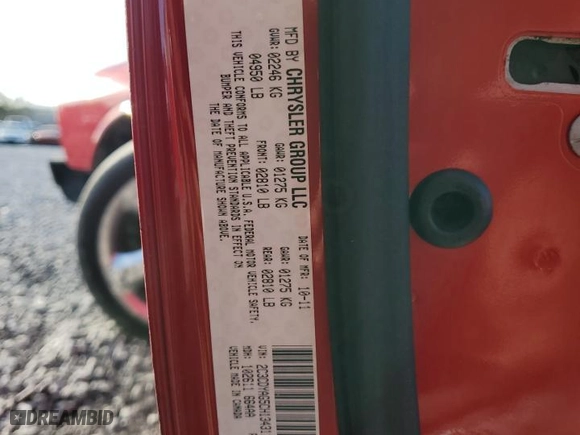 MFD BY CHRYSLER GROUP LLC
DATE OF MFR: 10-11
GVWR: 02246 KG
04950 LB
GAWR: 01275 KG
FRONT: 02810 LB
GAWR: 01275 KG
REAR: 02810 LB
THIS VEHICLE CONFORMS TO ALL APPLICABLE U.S.A. FEDERAL MOTOR VEHICLE SAFETY,
BUMPER AND THEFT PREVENTION STANDARDS IN EFFECT ON
THE DATE OF MANUFACTURE SHOWN ABOVE.
MDH: 102611
VEHICLE MADE IN CANADA
DREAMBID